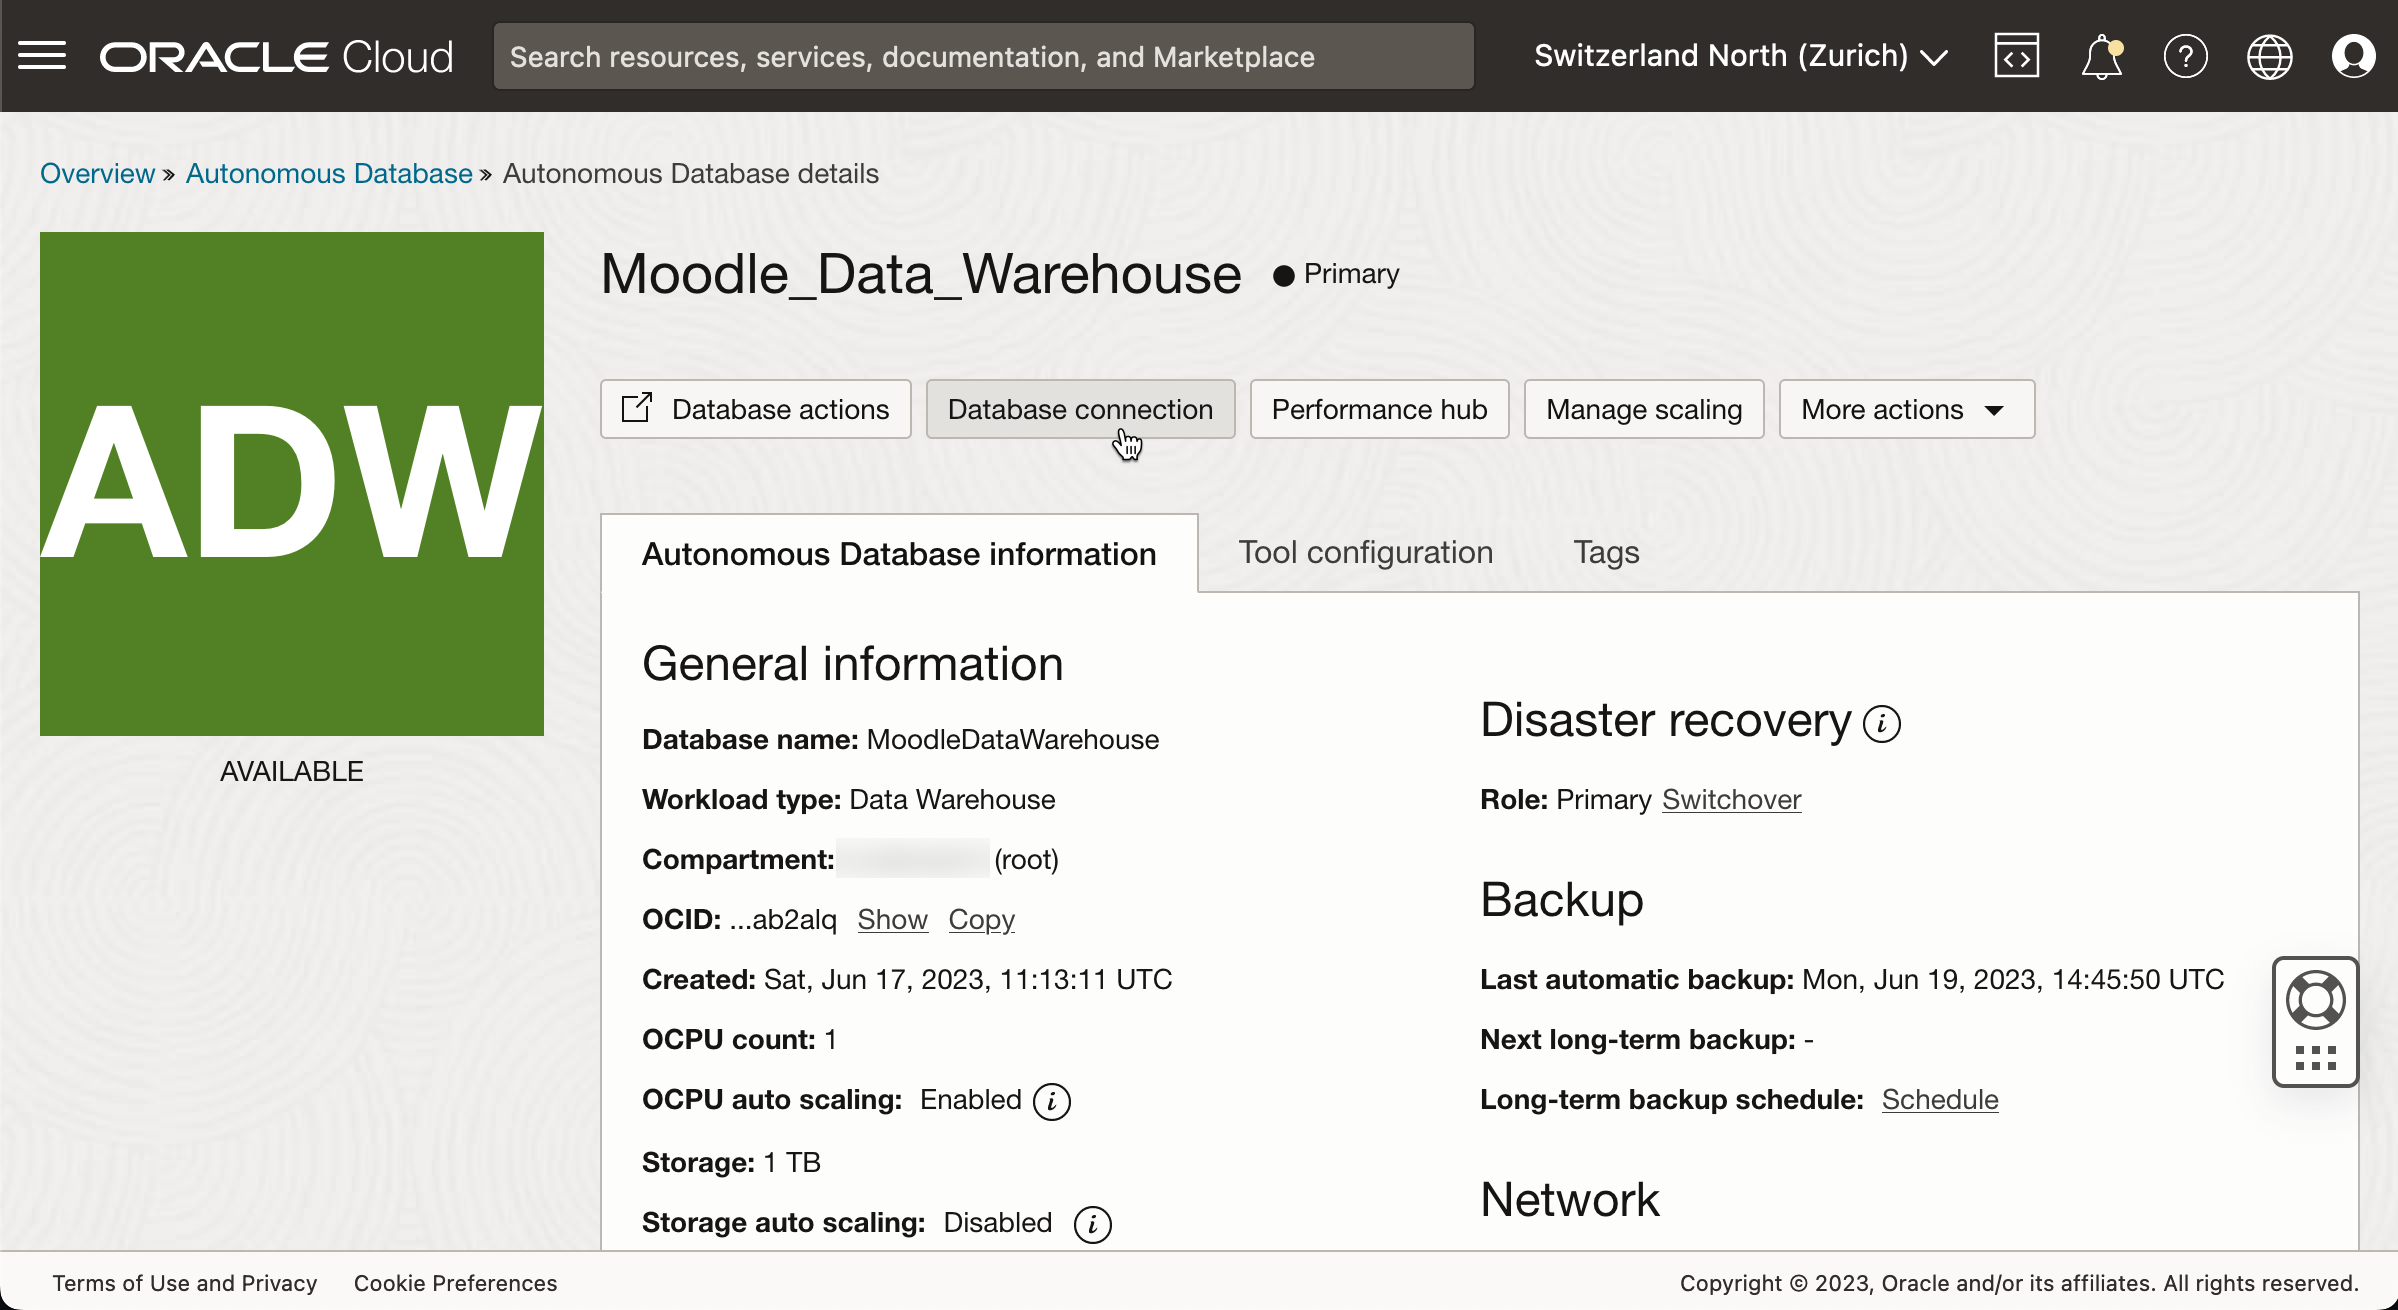 ORACLE Cloud
Search resources, services, documentation, and Marketplace
Switzerland North (Zurich)
Overview » Autonomous Database » Autonomous Database details
ADW
AVAILABLE
Moodle_Data_Warehouse
Primary
Database actions
Database connection
Performance hub
Manage scaling
More actions
Autonomous Database information
Tool configuration
Tags
General information
Database name: MoodleDataWarehouse
Workload type: Data Warehouse
Compartment: (root)
OCID: ...ab2alq Show Copy
Created: Sat, Jun 17, 2023, 11:13:11 UTC
OCPU count: 1
OCPU auto scaling: Enabled
Storage: 1 TB
Storage auto scaling: Disabled
Disaster recovery
Role: Primary Switchover
Backup
Last automatic backup: Mon, Jun 19, 2023, 14:45:50 UTC
Next long-term backup: -
Long-term backup schedule: Schedule
Network
Terms of Use and Privacy
Cookie Preferences
Copyright © 2023, Oracle and/or its affiliates. All rights reserved.